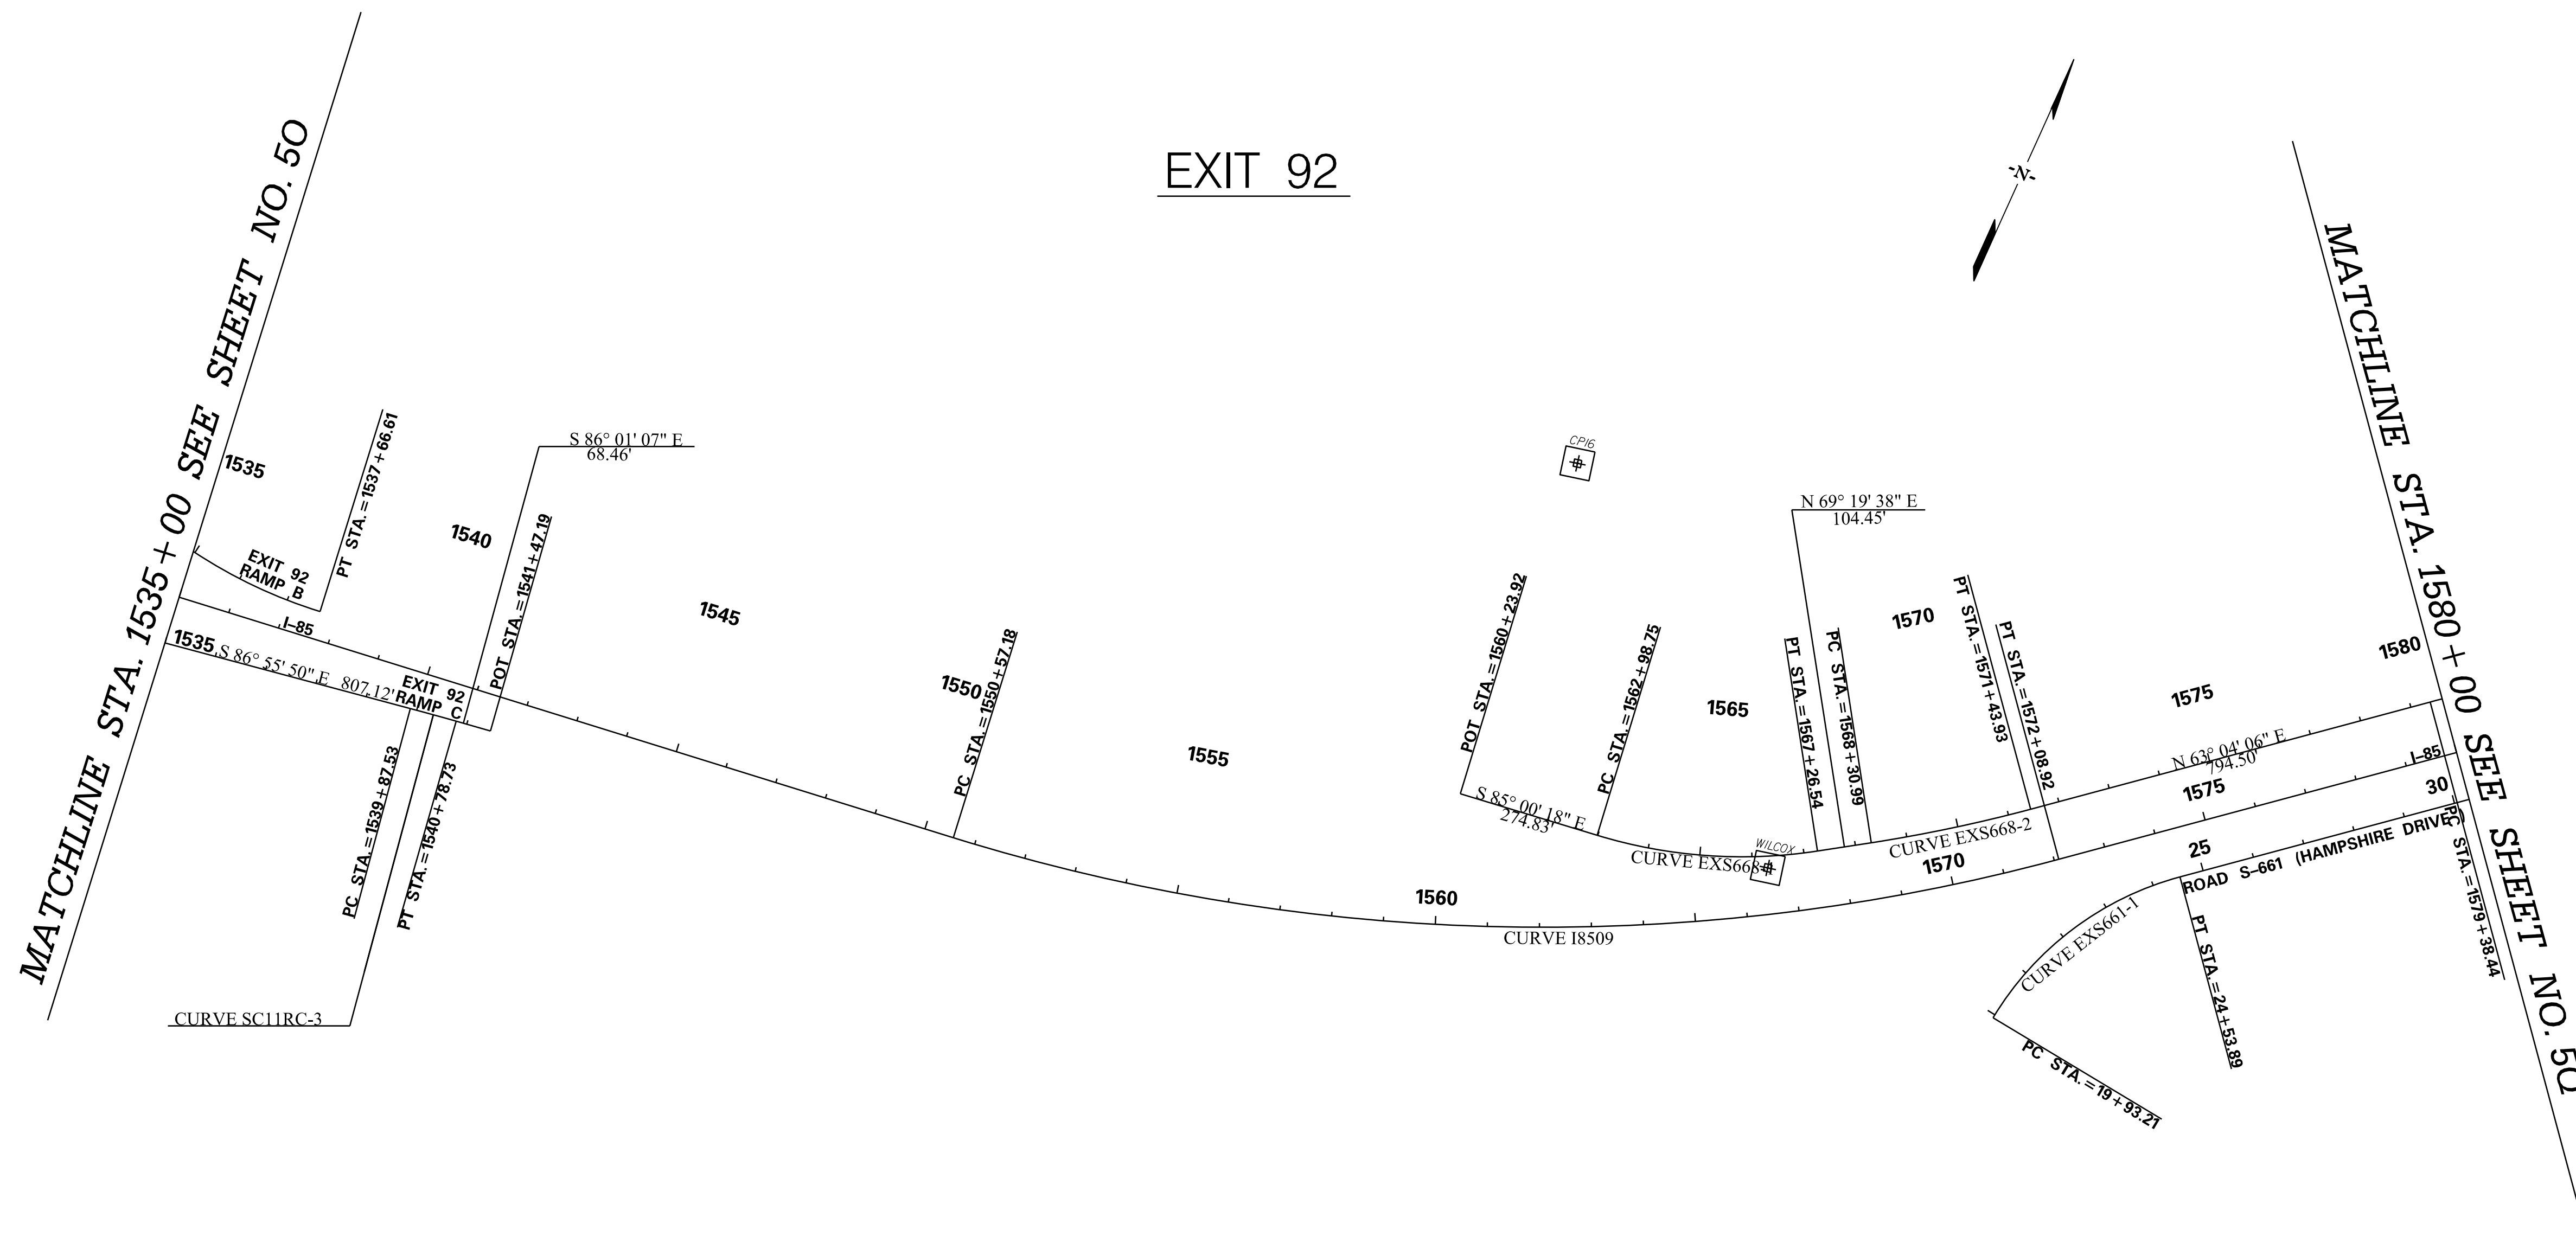 EXIT 92
-N-
MATCHLINE STA. 1535+00 SEE SHEET NO. 50
MATCHLINE STA. 1580+00 SEE SHEET NO. 50
1535
EXIT 92
RAMP B
PT STA. = 1537+66.61
I-85
1535
S 86° 55' 50" E 807.12'
EXIT 92
RAMP C
1540
S 86° 01' 07" E
68.46'
POT STA. = 1541+47.19
PC STA. = 1539+87.53
PT STA. = 1540+78.73
CURVE SC11RC-3
1545
1550
PC STA. = 1550+57.18
1555
1560
CURVE I8509
CP16
POT STA. = 1560+23.92
S 85° 00' 18" E
274.83'
PC STA. = 1562+98.75
1565
WILCOX
CURVE EXS668-1
N 69° 19' 38" E
104.45'
PT STA. = 1567+26.54
PC STA. = 1568+30.99
1570
CURVE EXS668-2
PT STA. = 1571+43.93
PT STA. = 1572+08.92
1570
1575
1580
N 63° 04' 06" E
794.50'
1575
I-85
25
30
ROAD S-661 (HAMPSHIRE DRIVE)
PC STA. = 1579+38.44
CURVE EXS661-1
PT STA. = 24+53.89
PC STA. = 19+93.21